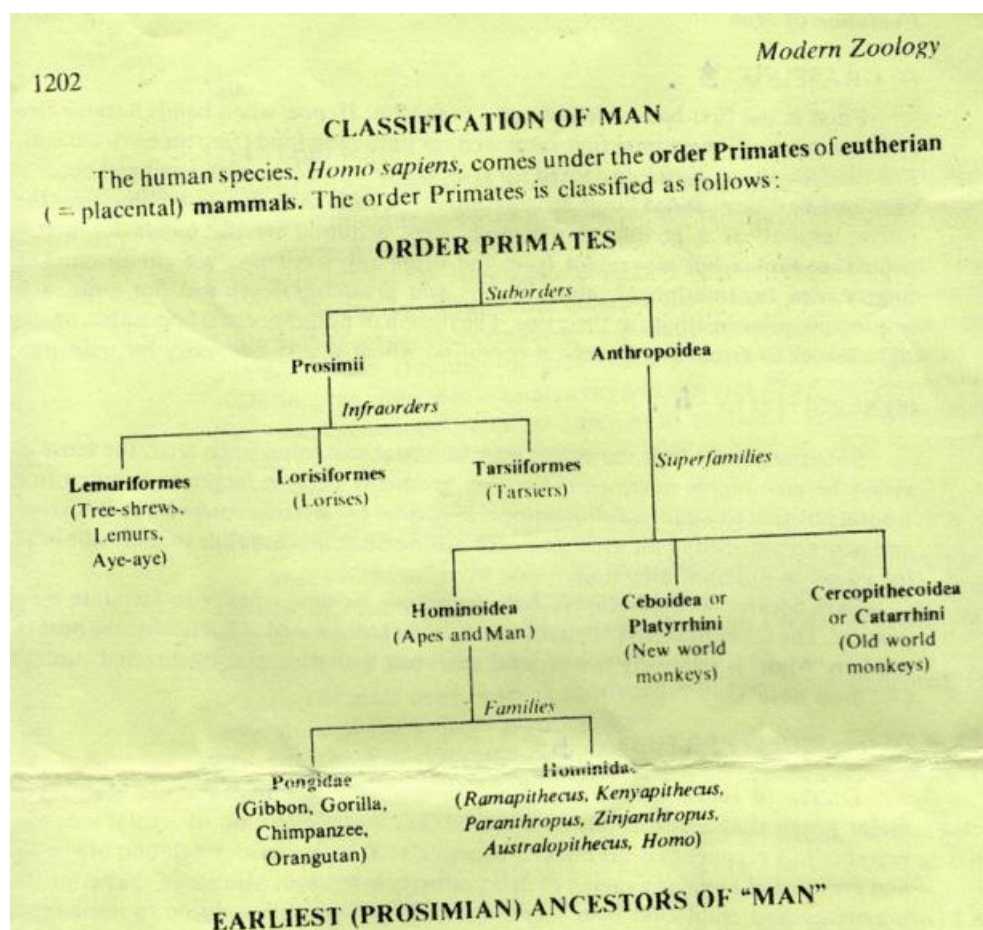 Modern Zoology
1202
CLASSIFICATION OF MAN
The human species. Homo sapiens, comes under the order Primates of eutherian
( = placental) mammals. The order Primates is classified as follows :
ORDER PRIMATES
Suborders
Prosimii
Anthropoidea
Infraorders
Superfamilies
Lemuriformes
(Tree-shrews,
Lemurs,
Aye-aye)
Lorisiformes
(Lorises)
Tarsiiformes
(Tarsiers)
Hominoidea
(Apes and Man)
Ceboidea or
Platyrrhini
(New world
monkeys)
Cercopithecoidea
or Catarrhini
(Old world
monkeys)
Families
Pongidae
(Gibbon, Gorilla,
Chimpanzee,
Orangutan)
Hominidae
(Ramapithecus, Kenyapithecus,
Paranthropus, Zinjanthropus,
Australopithecus, Homo)
EARLIEST (PROSIMIAN) ANCESTORS OF “MAN”